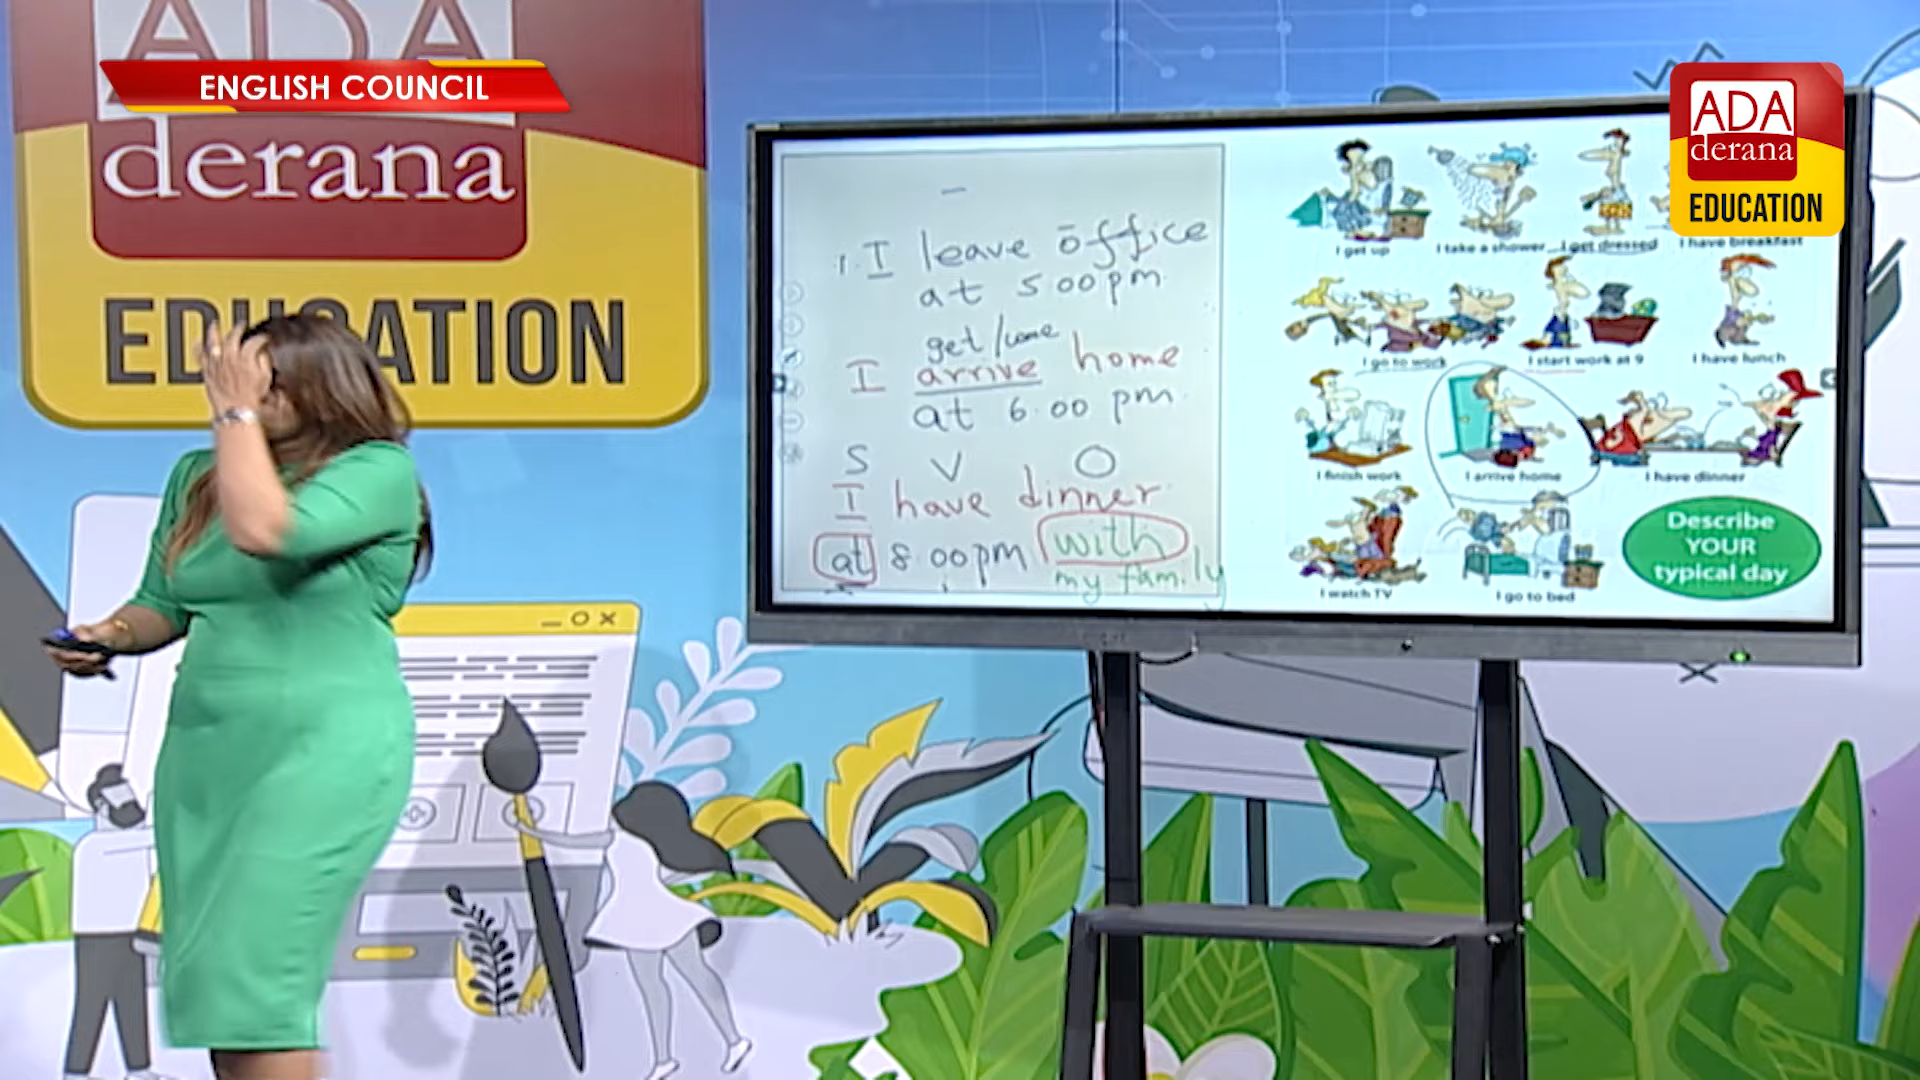 ADA
derana
EDUCATION
ENGLISH COUNCIL
ADA
derana
EDUCATION
1. I leave office
at 5 00 pm
get / come
I arrive home
at 6.00 pm
S V O
I have dinner
at 8.00pm with
my family
I get up
I take a shower
I get dressed
I have breakfast
I go to work
I start work at 9
I have lunch
I finish work
I arrive home
I have dinner
I watch TV
I go to bed
Describe
YOUR
typical day